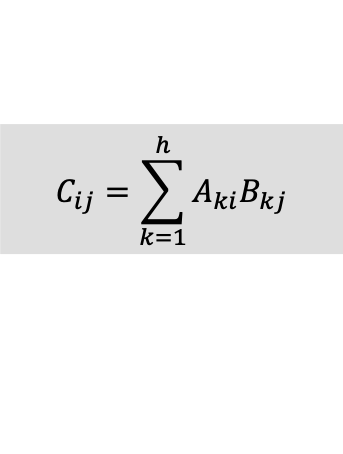 $C_{ij} = \sum_{k=1}^{h} A_{ki} B_{kj}$